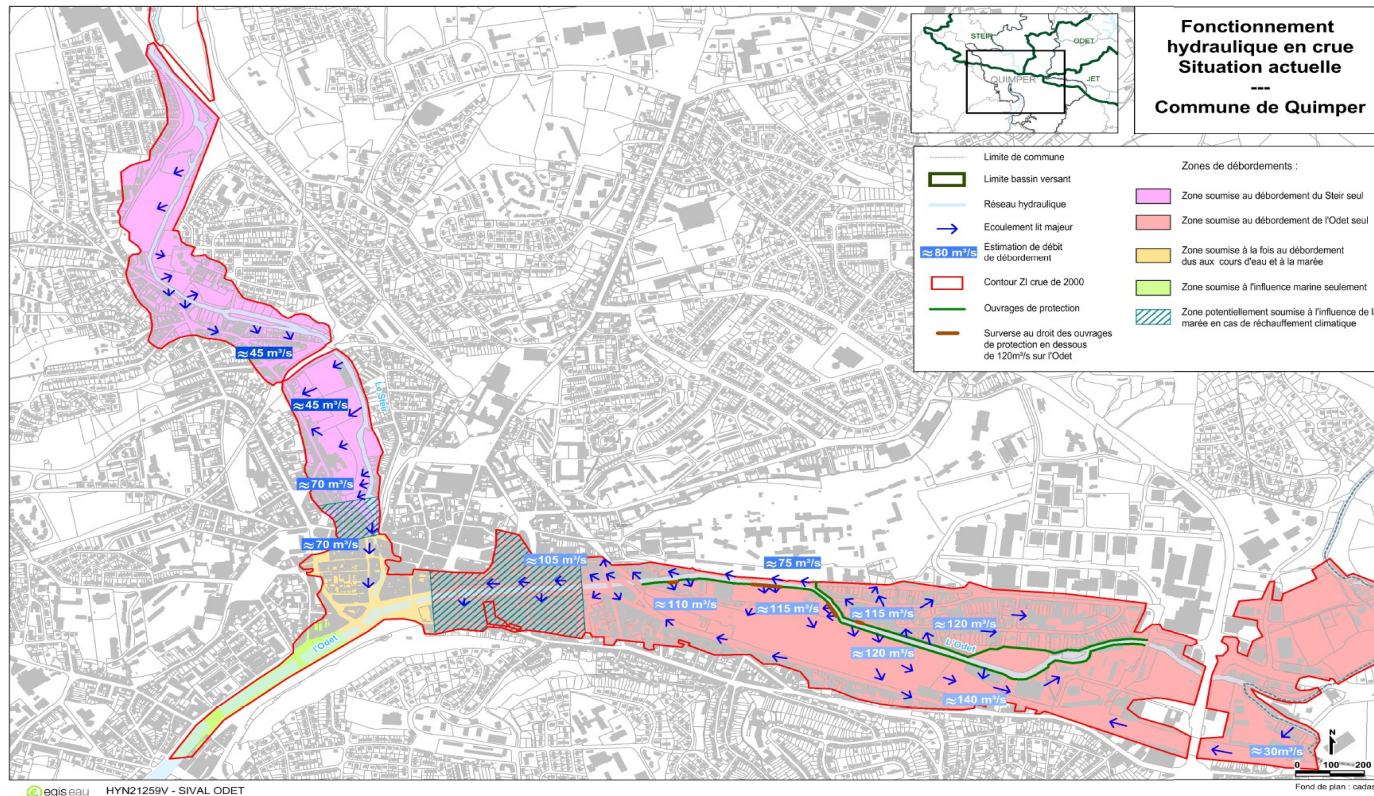 Fonctionnement
hydraulique en crue
Situation actuelle
---
Commune de Quimper
STEIR
ODET
QUIMPER
JET
Limite de commune
Limite bassin versant
Réseau hydraulique
Ecoulement lit majeur
≈80 m³/s
Estimation de débit
de débordement
Contour ZI crue de 2000
Ouvrages de protection
Surverse au droit des ouvrages
de protection en dessous
de 120m³/s sur l'Odet
Zones de débordements :
Zone soumise au débordement du Steir seul
Zone soumise au débordement de l'Odet seul
Zone soumise à la fois au débordement
dus aux cours d'eau et à la marée
Zone soumise à l'influence marine seulement
Zone potentiellement soumise à l'influence de
marée en cas de réchauffement climatique
≈45 m³/s
Le Steir
≈45 m³/s
≈70 m³/s
≈70 m³/s
≈105 m³/s
≈75 m³/s
≈110 m³/s
≈115 m³/s
≈115 m³/s
≈120 m³/s
≈120 m³/s
L'Odet
≈140 m³/s
l'Odet
≈30m³/s
N
0 100 200
Fond de plan : cadas
egis eau
HYN21259V - SIVAL ODET